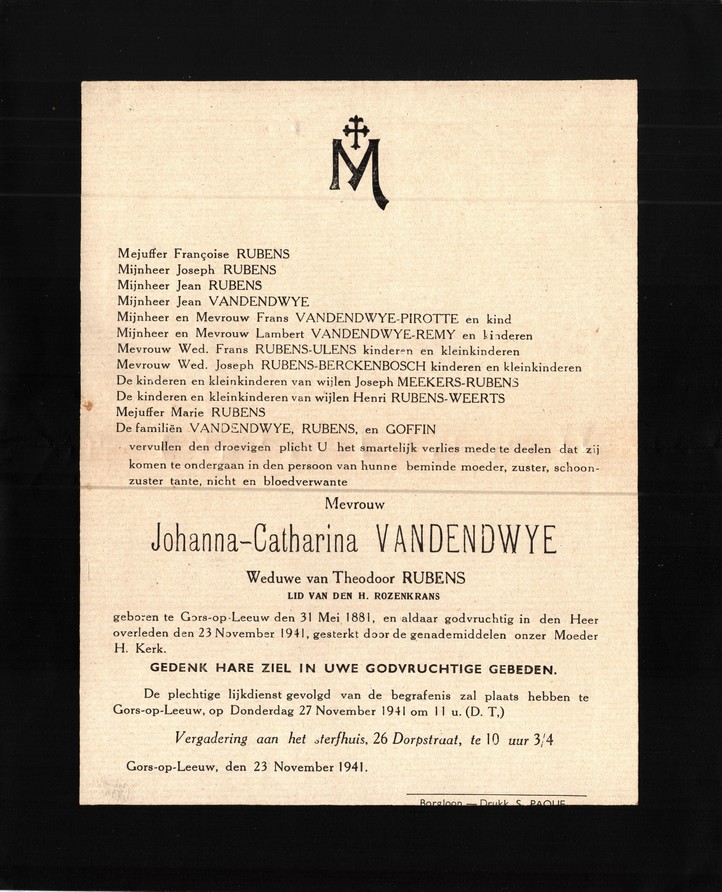 M
Mejuffer Françoise RUBENS
Mijnheer Joseph RUBENS
Mijnheer Jean RUBENS
Mijnheer Jean VANDENDWYE
Mijnheer en Mevrouw Frans VANDENDWYE-PIROTTE en kind
Mijnheer en Mevrouw Lambert VANDENDWYE-REMY en kinderen
Mevrouw Wed. Frans RUBENS-ULENS kinderen en kleinkinderen
Mevrouw Wed. Joseph RUBENS-BERCKENBOSCH kinderen en kleinkinderen
De kinderen en kleinkinderen van wijlen Joseph MEEKERS-RUBENS
De kinderen en kleinkinderen van wijlen Henri RUBENS-WEERTS
Mejuffer Marie RUBENS
De familiën VANDENDWYE, RUBENS, en GOFFIN
vervullen den droevigen plicht U het smartelijk verlies mede te deelen dat zij
komen te ondergaan in den persoon van hunne beminde moeder, zuster, schoon-
zuster tante, nicht en bloedverwante
Mevrouw
Johanna-Catharina VANDENDWYE
Weduwe van Theodoor RUBENS
LID VAN DEN H. ROZENKRANS
geboren te Gors-op-Leeuw den 31 Mei 1881, en aldaar godvruchtig in den Heer
overleden den 23 November 1941, gesterkt door de genademiddelen onzer Moeder
H. Kerk.
GEDENK HARE ZIEL IN UWE GODVRUCHTIGE GEBEDEN.
De plechtige lijkdienst gevolgd van de begrafenis zal plaats hebben te
Gors-op-Leeuw, op Donderdag 27 November 1941 om 11 u. (D. T,)
Vergadering aan het sterfhuis, 26 Dorpstraat, te 10 uur 3/4
Gors-op-Leeuw, den 23 November 1941.
Borgloon — Drukk. S. PAQUE